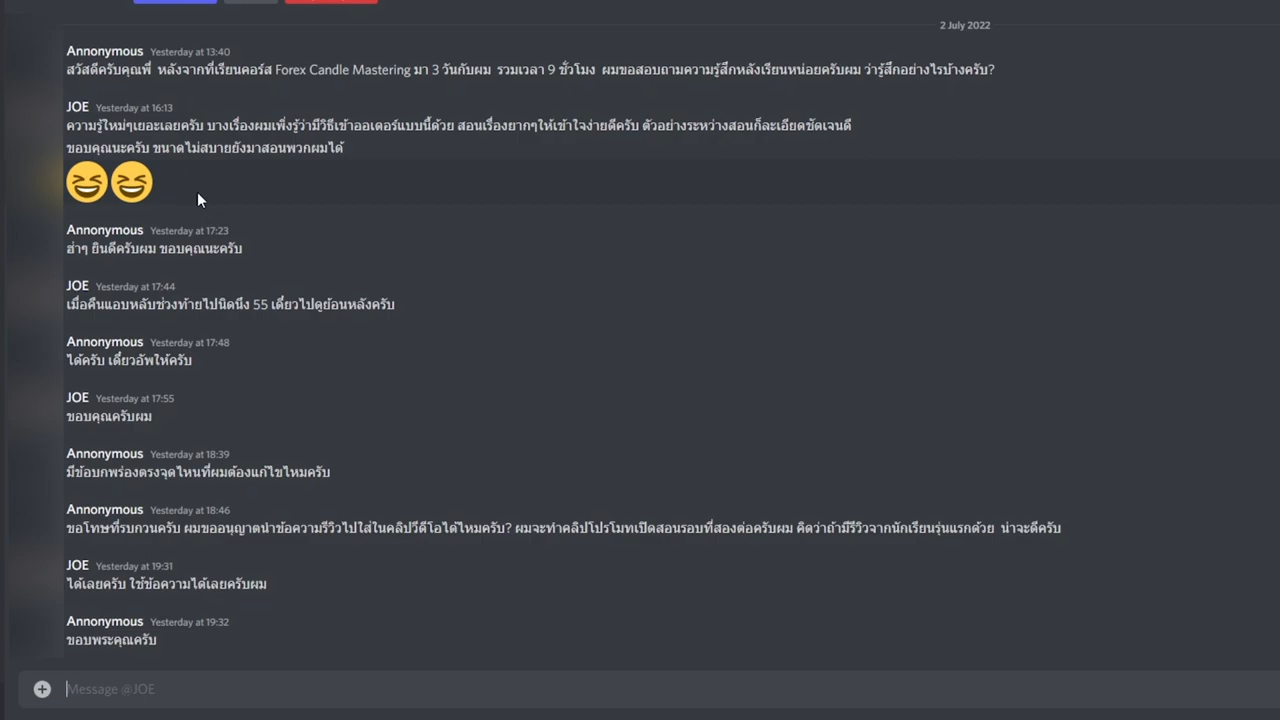 2 July 2022
Annonymous Yesterday at 13:40
สวัสดีครับคุณพี่ หลังจากที่เรียนคอร์ส Forex Candle Mastering มา 3 วันกับผม รวมเวลา 9 ชั่วโมง ผมขอสอบถามความรู้สึกหลังเรียนหน่อยครับผม ว่ารู้สึกอย่างไรบ้างครับ?
JOE Yesterday at 16:13
ความรู้ใหม่ๆเยอะเลยครับ บางเรื่องผมเพิ่งรู้ว่ามีวิธีเข้าออเดอร์แบบนี้ด้วย สอนเรื่องยากๆให้เข้าใจง่ายดีครับ ตัวอย่างระหว่างสอนก็ละเอียดชัดเจนดี
ขอบคุณนะครับ ขนาดไม่สบายยังมาสอนพวกผมได้
Annonymous Yesterday at 17:23
ฮ่าๆ ยินดีครับผม ขอบคุณนะครับ
JOE Yesterday at 17:44
เมื่อคืนแอบหลับช่วงท้ายไปนิดนึง 55 เดี๋ยวไปดูย้อนหลังครับ
Annonymous Yesterday at 17:48
ได้ครับ เดี๋ยวอัพให้ครับ
JOE Yesterday at 17:55
ขอบคุณครับผม
Annonymous Yesterday at 18:39
มีข้อบกพร่องตรงจุดไหนที่ผมต้องแก้ไขไหมครับ
Annonymous Yesterday at 18:46
ขอโทษที่รบกวนครับ ผมขออนุญาตนำข้อความรีวิวไปใส่ในคลิปวีดีโอได้ไหมครับ? ผมจะทำคลิปโปรโมทเปิดสอนรอบที่สองต่อครับผม คิดว่าถ้ามีรีวิวจากนักเรียนรุ่นแรกด้วย น่าจะดีครับ
JOE Yesterday at 19:31
ได้เลยครับ ใช้ข้อความได้เลยครับผม
Annonymous Yesterday at 19:32
ขอบพระคุณครับ
Message @JOE